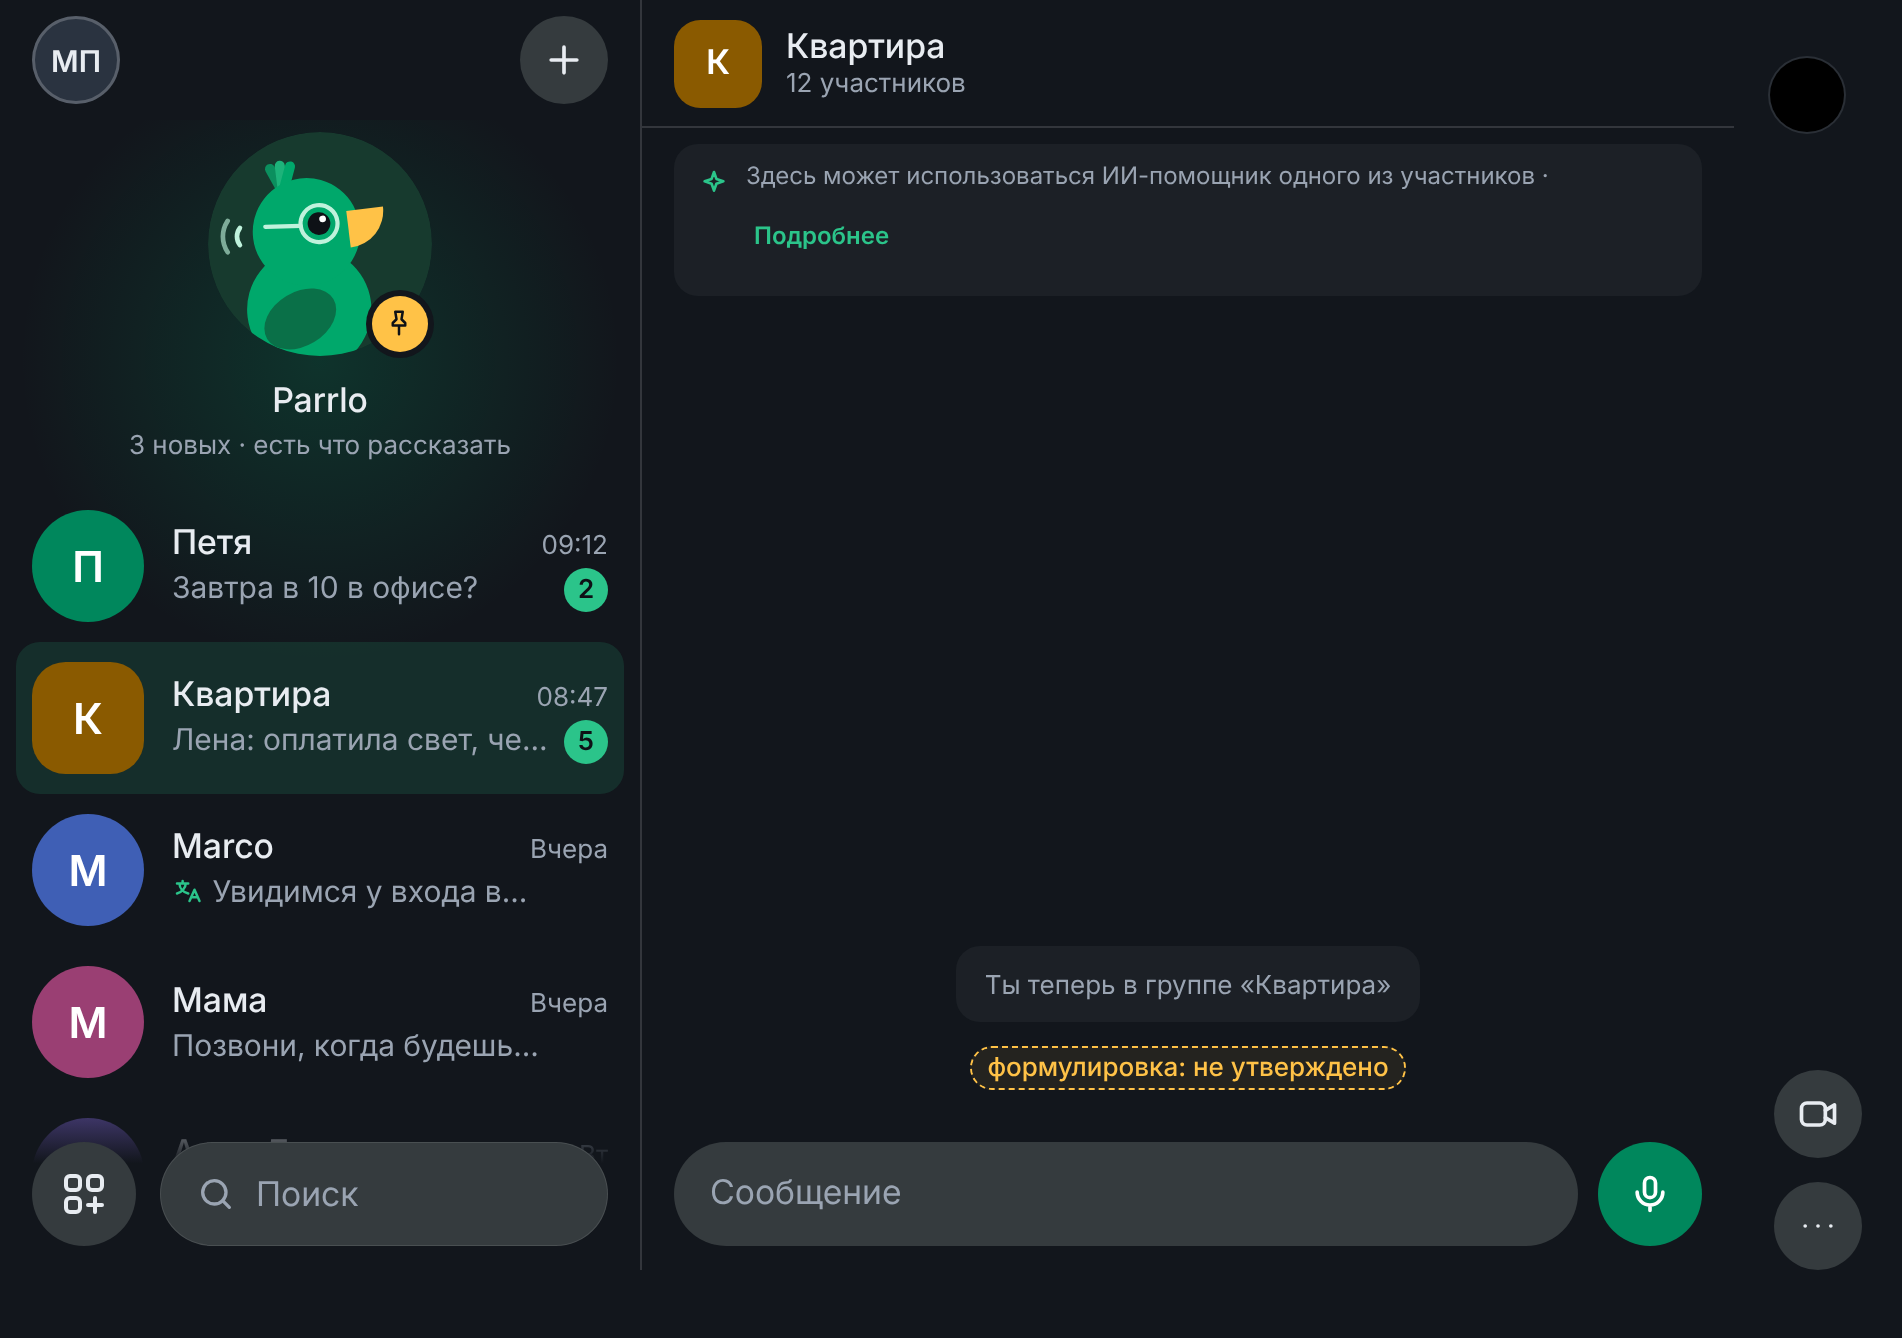 МП
Parrlo
3 новых · есть что рассказать
П
Петя
09:12
Завтра в 10 в офисе?
2
К
Квартира
08:47
Лена: оплатила свет, че...
5
M
Marco
Вчера
Увидимся у входа в...
М
Мама
Вчера
Позвони, когда будешь...
Поиск
К
Квартира
12 участников
Здесь может использоваться ИИ-помощник одного из участников ·
Подробнее
Ты теперь в группе «Квартира»
формулировка: не утверждено
Сообщение